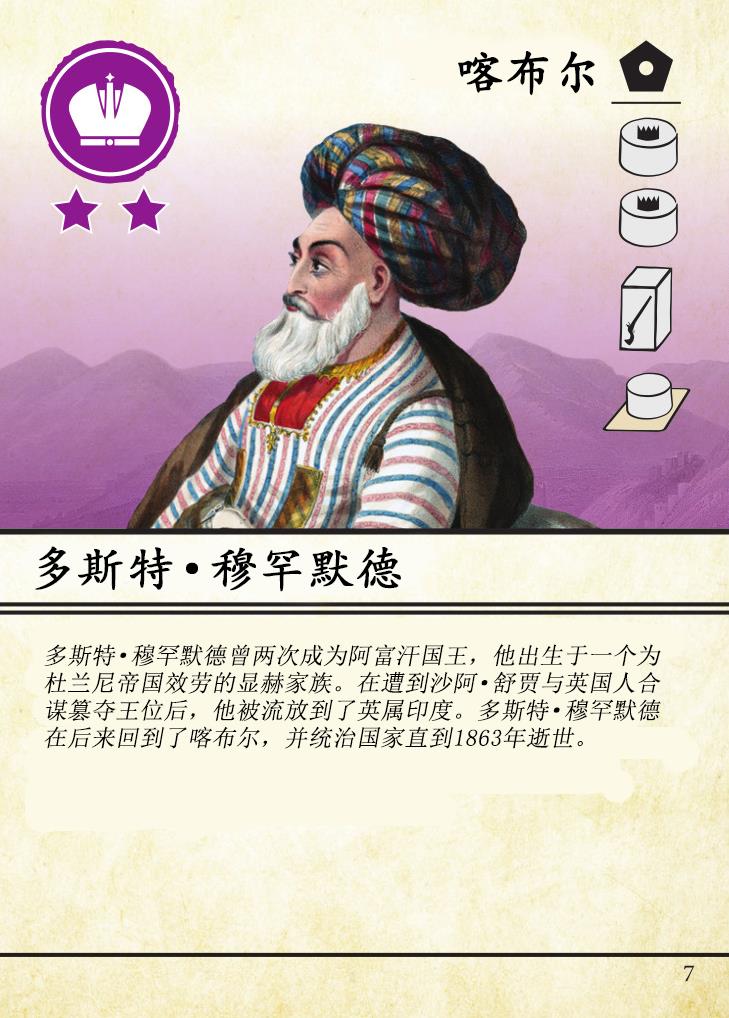 喀布尔
多斯特•穆罕默德
多斯特•穆罕默德曾两次成为阿富汗国王，他出生于一个为
杜兰尼帝国效劳的显赫家族。在遭到沙阿•舒贾与英国人合
谋篡夺王位后，他被流放到了英属印度。多斯特•穆罕默德
在后来回到了喀布尔，并统治国家直到1863年逝世。
7